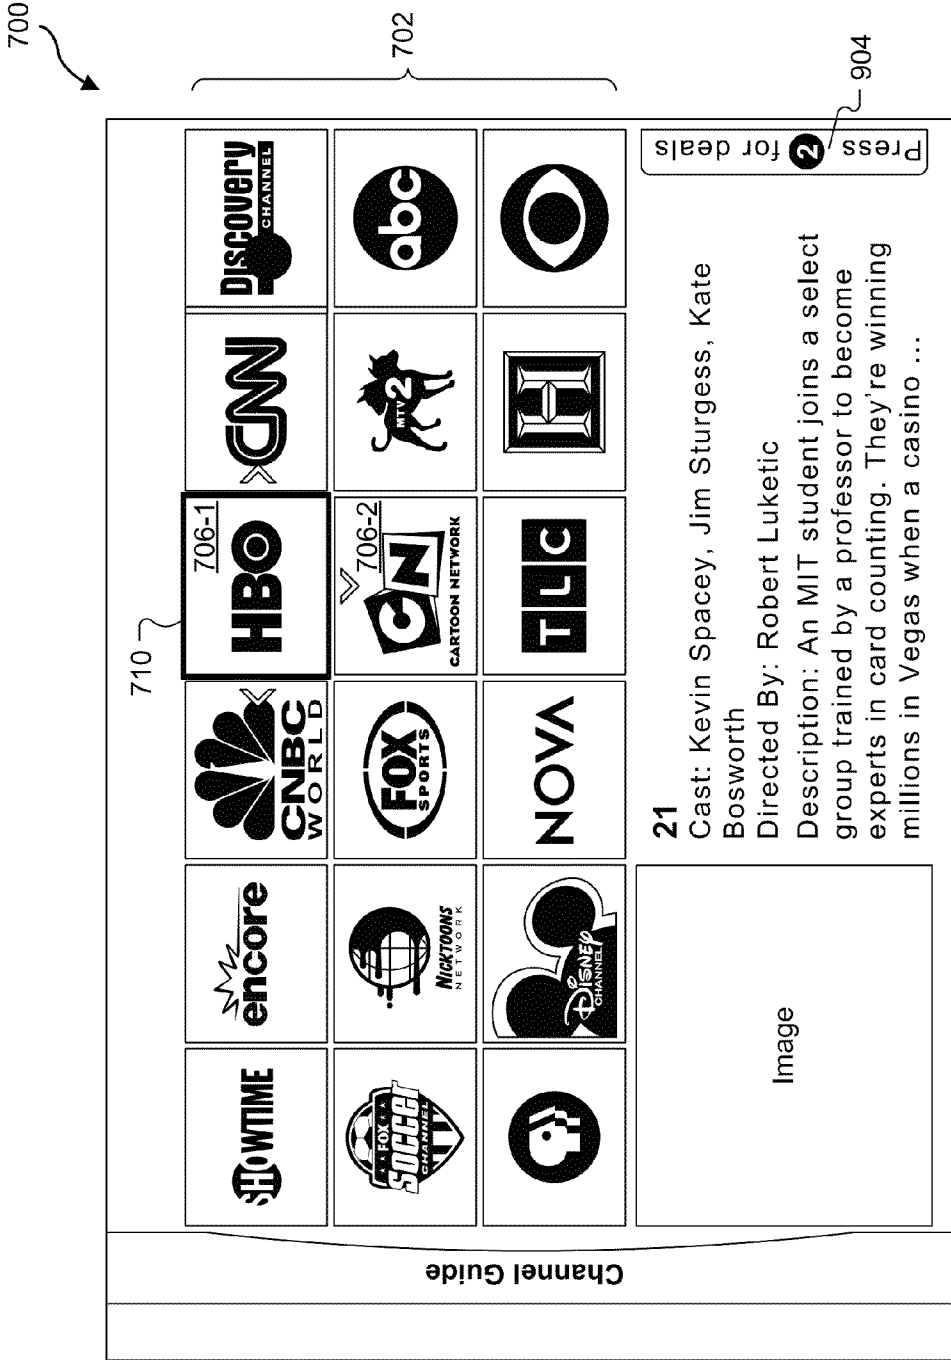 700
702
Channel Guide
710
SHOWTIME
encore
CNBC
WORLD
HBO
706-1
CNN
DISCOVERY
CHANNEL
FOX
SOCCER
CHANNEL
NICKTOONS
NETWORK
FOX
SPORTS
CN
CARTOON NETWORK
706-2
MTV2
abc
DISNEY
CHANNEL
NOVA
TLC
H
Image
21
Cast: Kevin Spacey, Jim Sturgess, Kate
Bosworth
Directed By: Robert Luketic
Description: An MIT student joins a select
group trained by a professor to become
experts in card counting. They're winning
millions in Vegas when a casino ...
Press
2
for deals
904